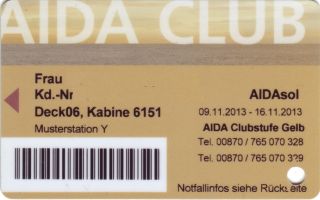 AIDA CLUB
Frau
Kd.-Nr
Deck06, Kabine 6151
Musterstation Y
AIDAsol
09.11.2013 - 16.11.2013
AIDA Clubstufe Gelb
Tel. 00870 / 765 070 328
Tel. 00870 / 765 070 329
Notfallinfos siehe Rückseite